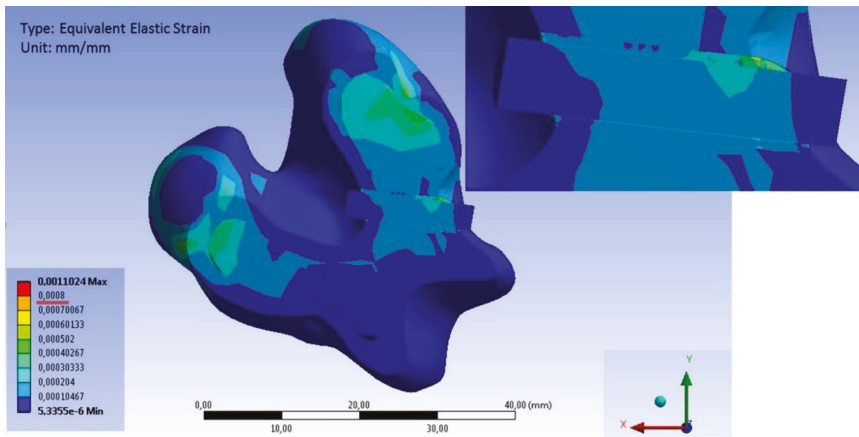 Type: Equivalent Elastic Strain
Unit: mm/mm
0,0011024 Max
0,0008
0,00070067
0,00060133
0,000502
0,00040267
0,00030333
0,000204
0,00010467
5,3355e-6 Min
0,00 20,00 40,00 (mm)
10,00 30,00
Y
X